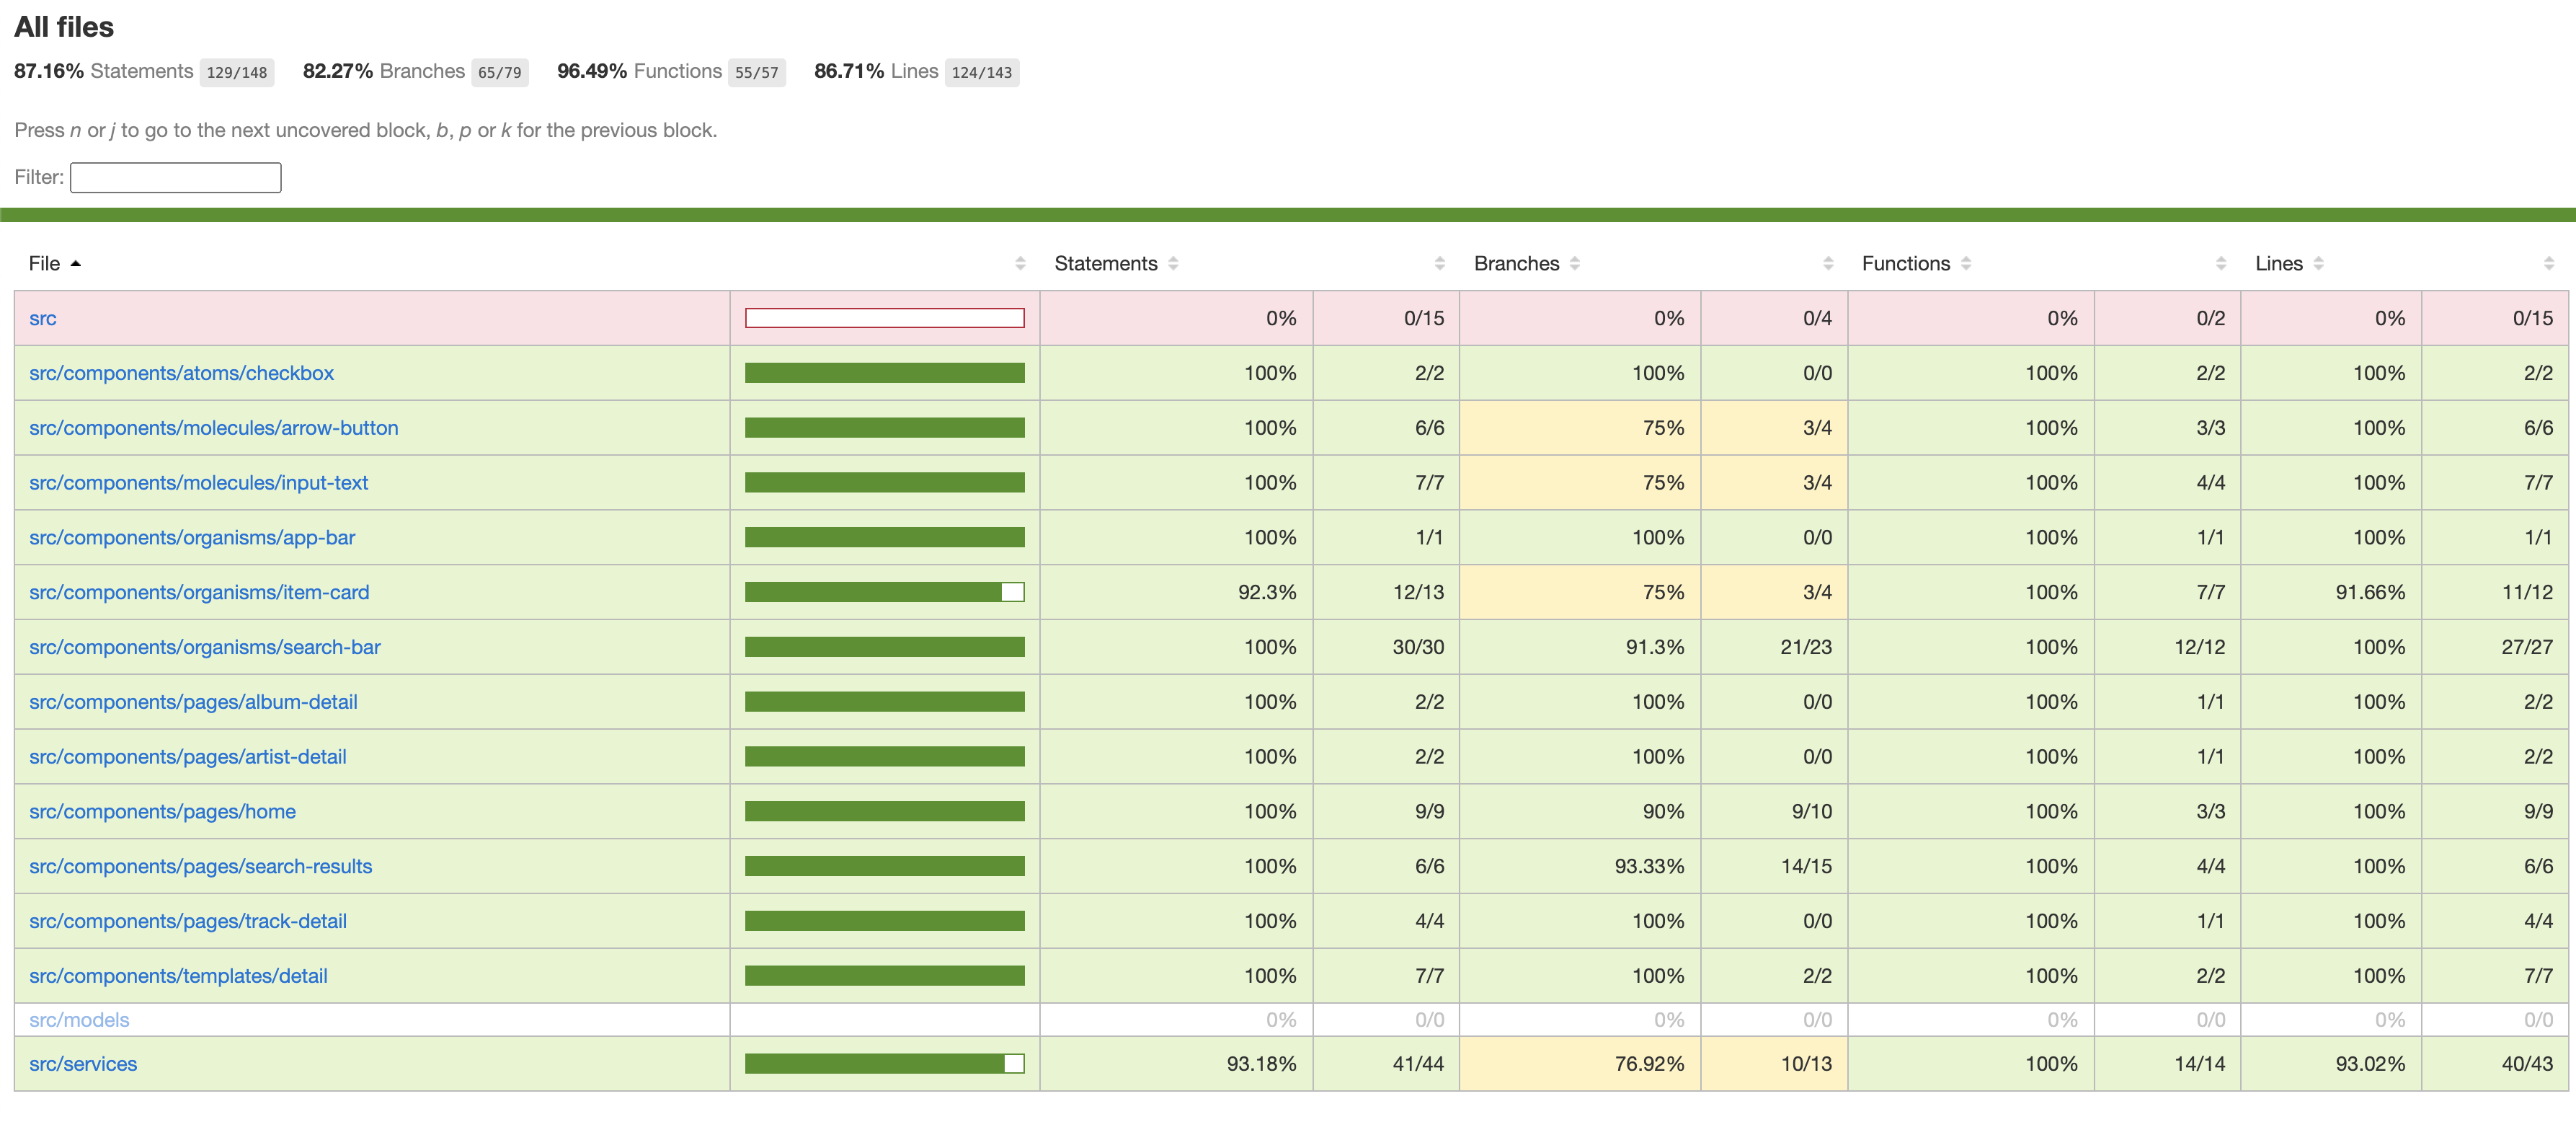 All files
87.16% Statements 129/148 82.27% Branches 65/79 96.49% Functions 55/57 86.71% Lines 124/143
Press n or j to go to the next uncovered block, b, p or k for the previous block.
Filter:
File Statements Branches Functions Lines
src 0% 0/15 0% 0/4 0% 0/2 0% 0/15
src/components/atoms/checkbox 100% 2/2 100% 0/0 100% 2/2 100% 2/2
src/components/molecules/arrow-button 100% 6/6 75% 3/4 100% 3/3 100% 6/6
src/components/molecules/input-text 100% 7/7 75% 3/4 100% 4/4 100% 7/7
src/components/organisms/app-bar 100% 1/1 100% 0/0 100% 1/1 100% 1/1
src/components/organisms/item-card 92.3% 12/13 75% 3/4 100% 7/7 91.66% 11/12
src/components/organisms/search-bar 100% 30/30 91.3% 21/23 100% 12/12 100% 27/27
src/components/pages/album-detail 100% 2/2 100% 0/0 100% 1/1 100% 2/2
src/components/pages/artist-detail 100% 2/2 100% 0/0 100% 1/1 100% 2/2
src/components/pages/home 100% 9/9 90% 9/10 100% 3/3 100% 9/9
src/components/pages/search-results 100% 6/6 93.33% 14/15 100% 4/4 100% 6/6
src/components/pages/track-detail 100% 4/4 100% 0/0 100% 1/1 100% 4/4
src/components/templates/detail 100% 7/7 100% 2/2 100% 2/2 100% 7/7
src/models 0% 0/0 0% 0/0 0% 0/0 0% 0/0
src/services 93.18% 41/44 76.92% 10/13 100% 14/14 93.02% 40/43